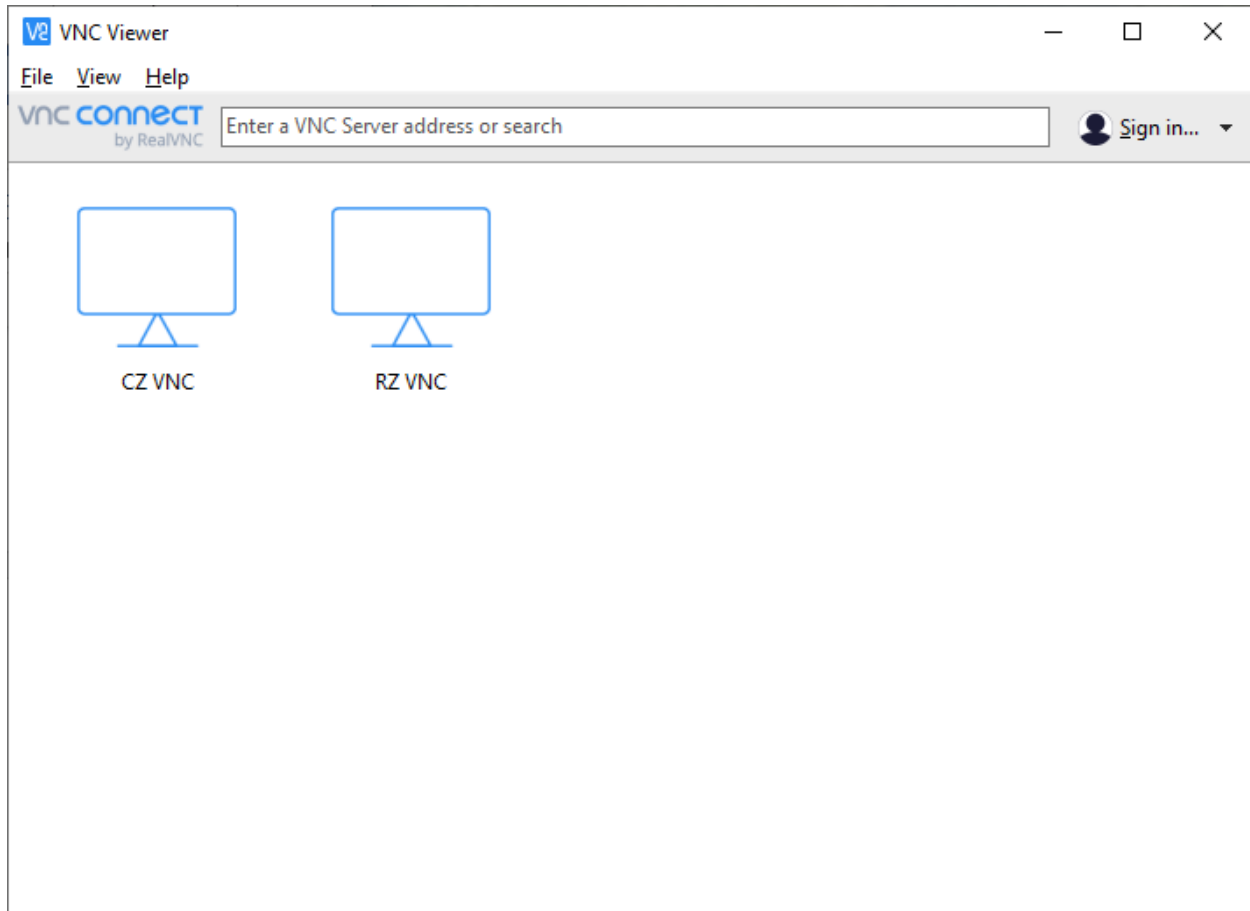 VNC Viewer
File View Help
vnc connect
by RealVNC
Enter a VNC Server address or search
Sign in...
CZ VNC
RZ VNC